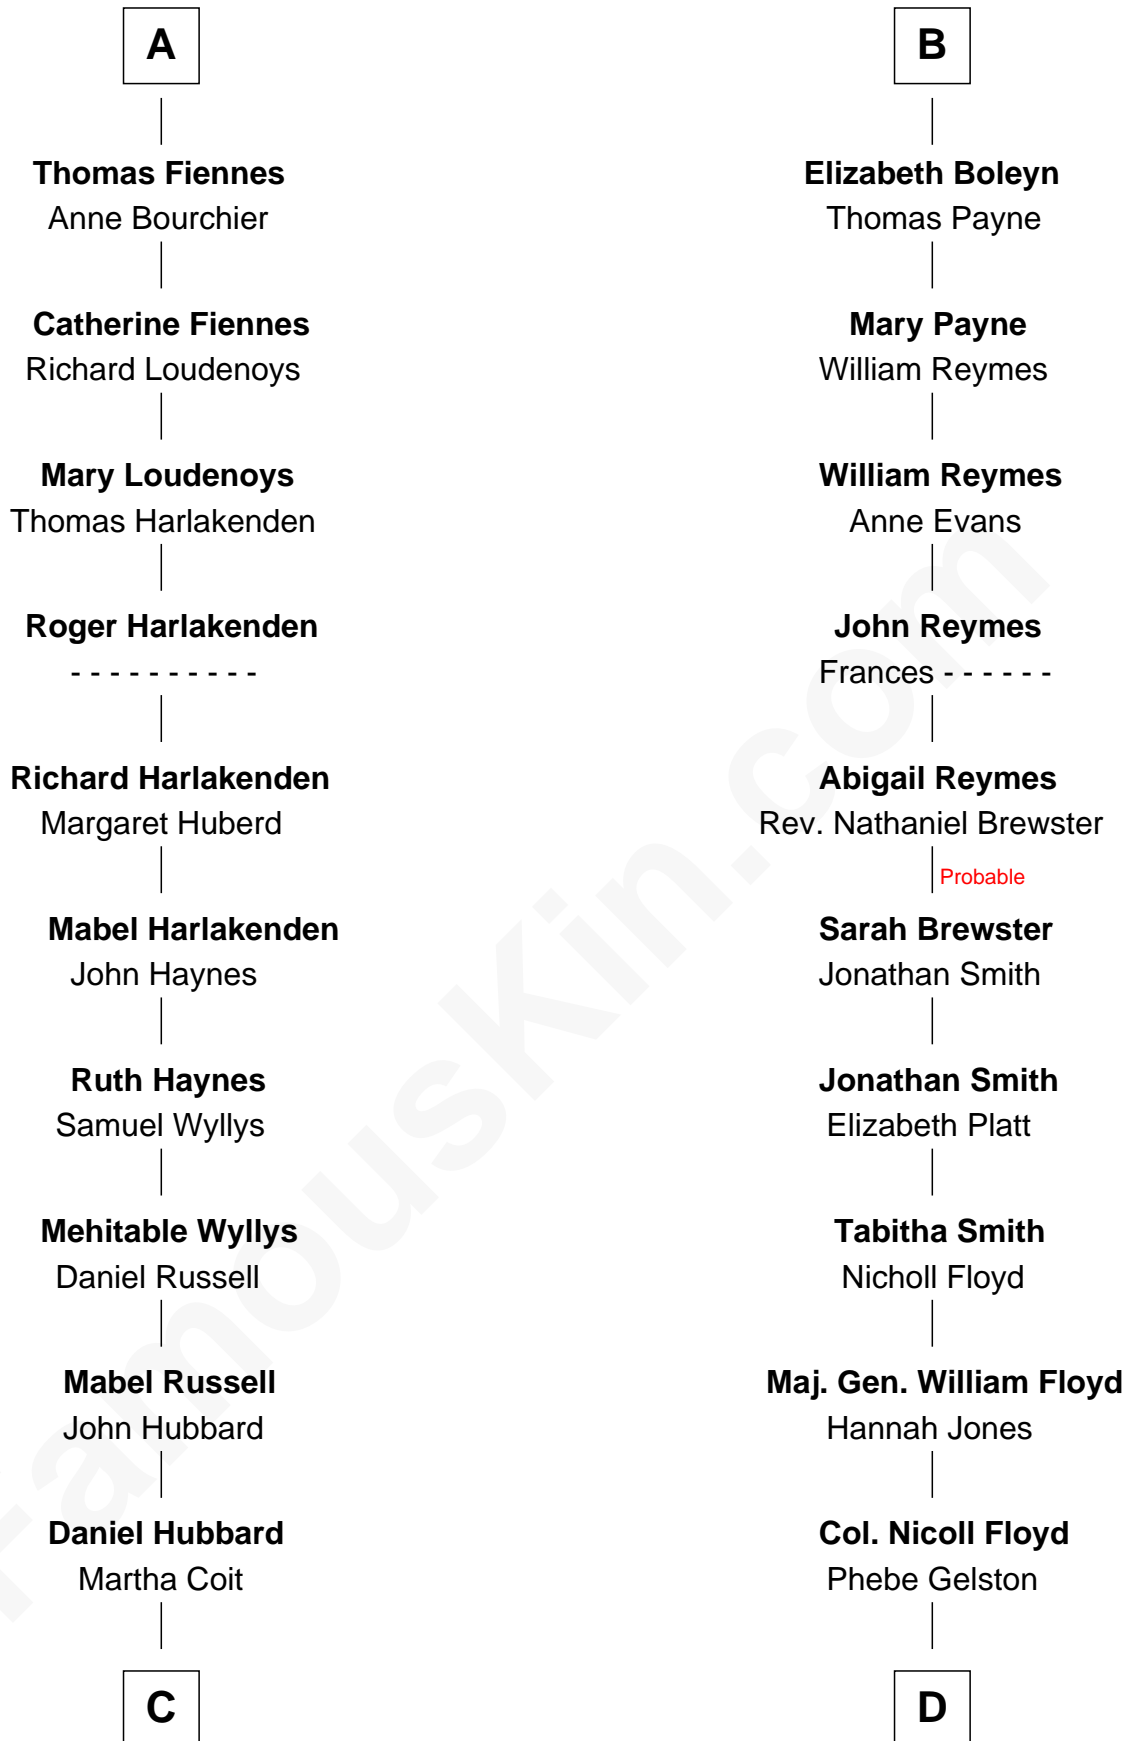 A
Thomas Fiennes
Anne Bourchier
Catherine Fiennes
Richard Loudenoys
Mary Loudenoys
Thomas Harlakenden
Roger Harlakenden
- - - - - - - - - -
Richard Harlakenden
Margaret Huberd
Mabel Harlakenden
John Haynes
Ruth Haynes
Samuel Wyllys
Mehitable Wyllys
Daniel Russell
Mabel Russell
John Hubbard
Daniel Hubbard
Martha Coit
C
B
Elizabeth Boleyn
Thomas Payne
Mary Payne
William Reymes
William Reymes
Anne Evans
John Reymes
Frances - - - - - -
Abigail Reymes
Rev. Nathaniel Brewster
Probable
Sarah Brewster
Jonathan Smith
Jonathan Smith
Elizabeth Platt
Tabitha Smith
Nicholl Floyd
Maj. Gen. William Floyd
Hannah Jones
Col. Nicoll Floyd
Phebe Gelston
D
FamousKin.com